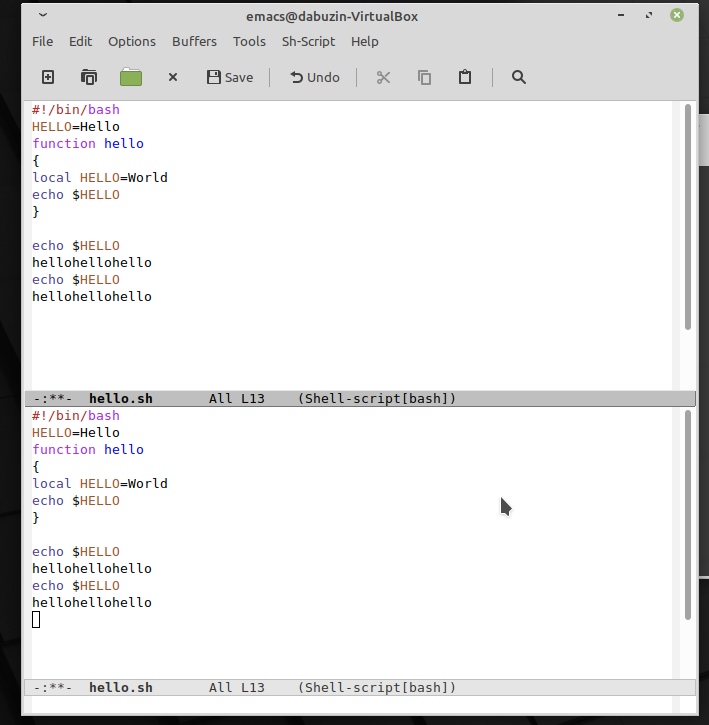 emacs@dabuzin-VirtualBox
File Edit Options Buffers Tools Sh-Script Help
Save Undo
#!/bin/bash
HELLO=Hello
function hello
{
local HELLO=World
echo $HELLO
}
echo $HELLO
hellohellohello
echo $HELLO
hellohellohello
-:**-  hello.sh       All L13    (Shell-script[bash])
#!/bin/bash
HELLO=Hello
function hello
{
local HELLO=World
echo $HELLO
}
echo $HELLO
hellohellohello
echo $HELLO
hellohellohello
-:**-  hello.sh       All L13    (Shell-script[bash])